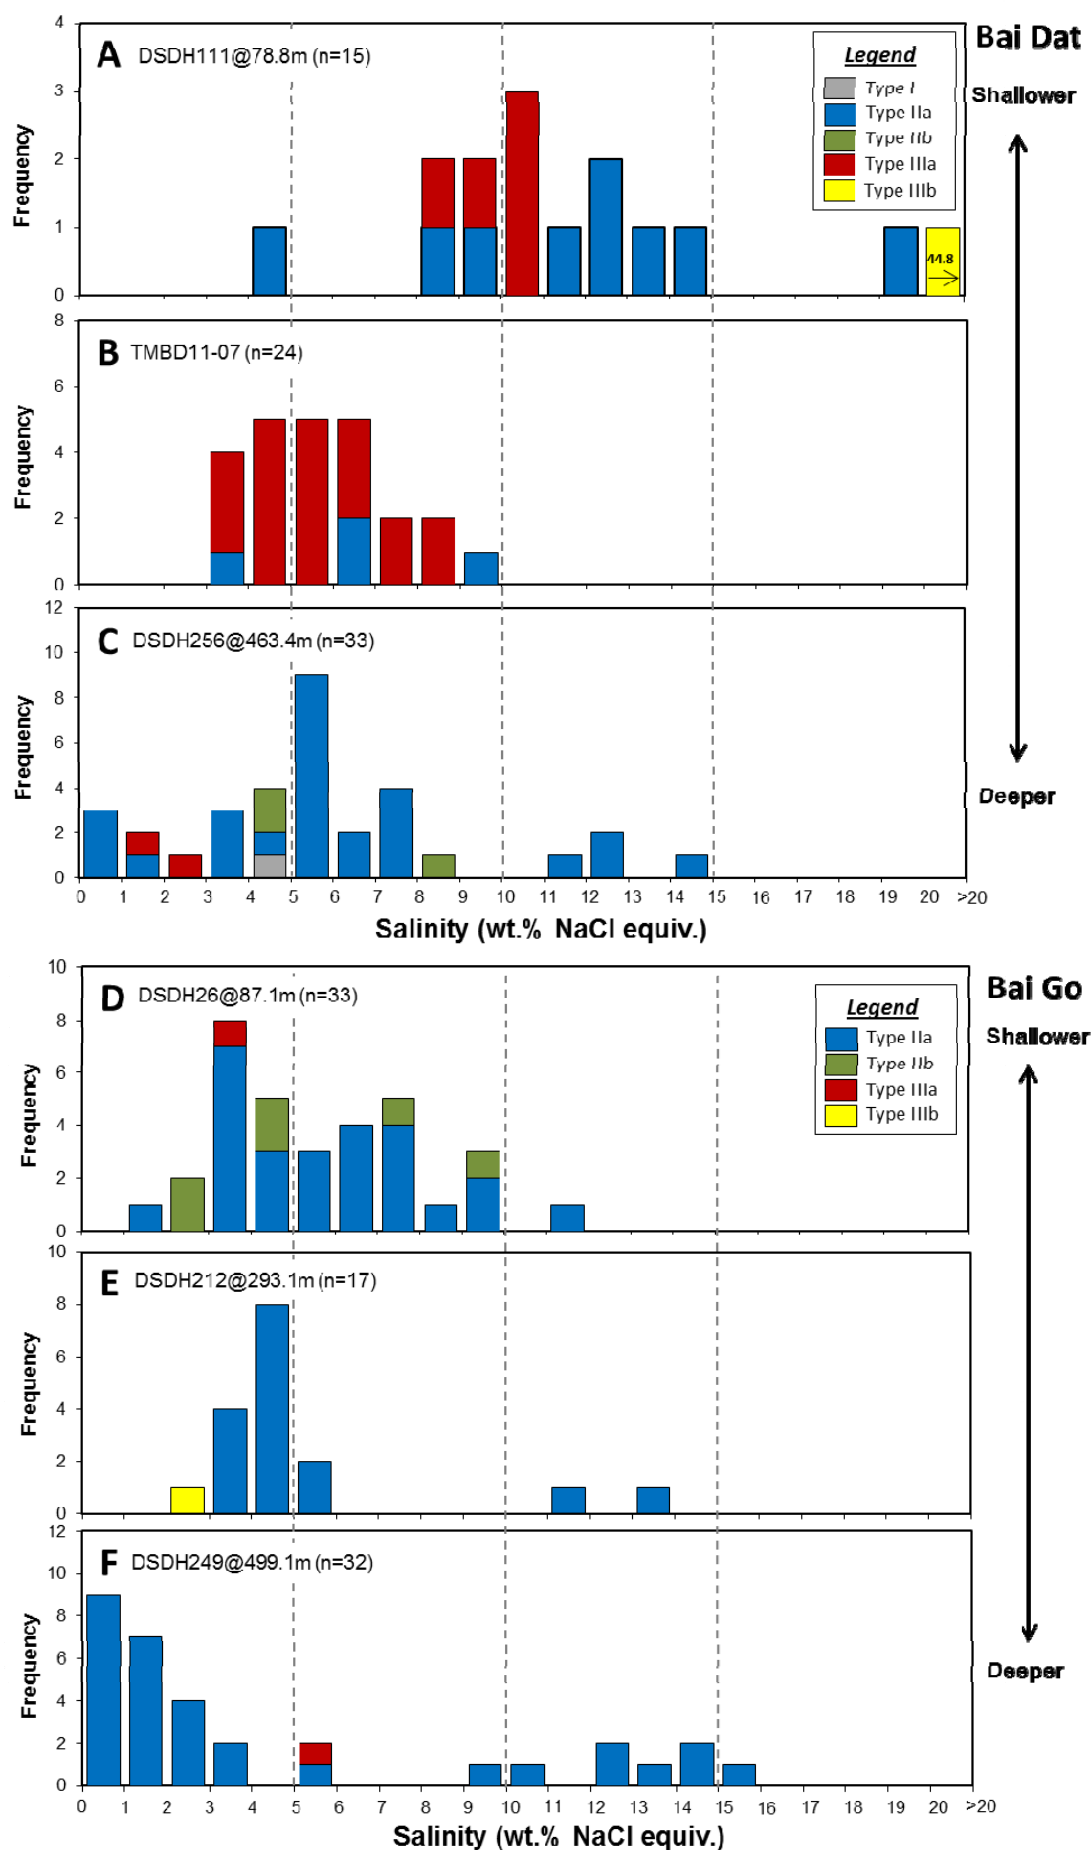 Bai Dat
Shallower
Deeper
A DSDH111@78.8m (n=15)
Legend
Type I
Type IIa
Type IIb
Type IIIa
Type IIIb
44.8
Frequency
4
3
2
1
0
B TMBD11-07 (n=24)
Frequency
8
6
4
2
0
C DSDH256@463.4m (n=33)
Frequency
12
10
8
6
4
2
0
0 1 2 3 4 5 6 7 8 9 10 11 12 13 14 15 16 17 18 19 20 >20
Salinity (wt.% NaCl equiv.)
Bai Go
Shallower
Deeper
D DSDH26@87.1m (n=33)
Legend
Type IIa
Type IIb
Type IIIa
Type IIIb
Frequency
10
8
6
4
2
0
E DSDH212@293.1m (n=17)
Frequency
10
8
6
4
2
0
F DSDH249@499.1m (n=32)
Frequency
12
10
8
6
4
2
0
0 1 2 3 4 5 6 7 8 9 10 11 12 13 14 15 16 17 18 19 20 >20
Salinity (wt.% NaCl equiv.)